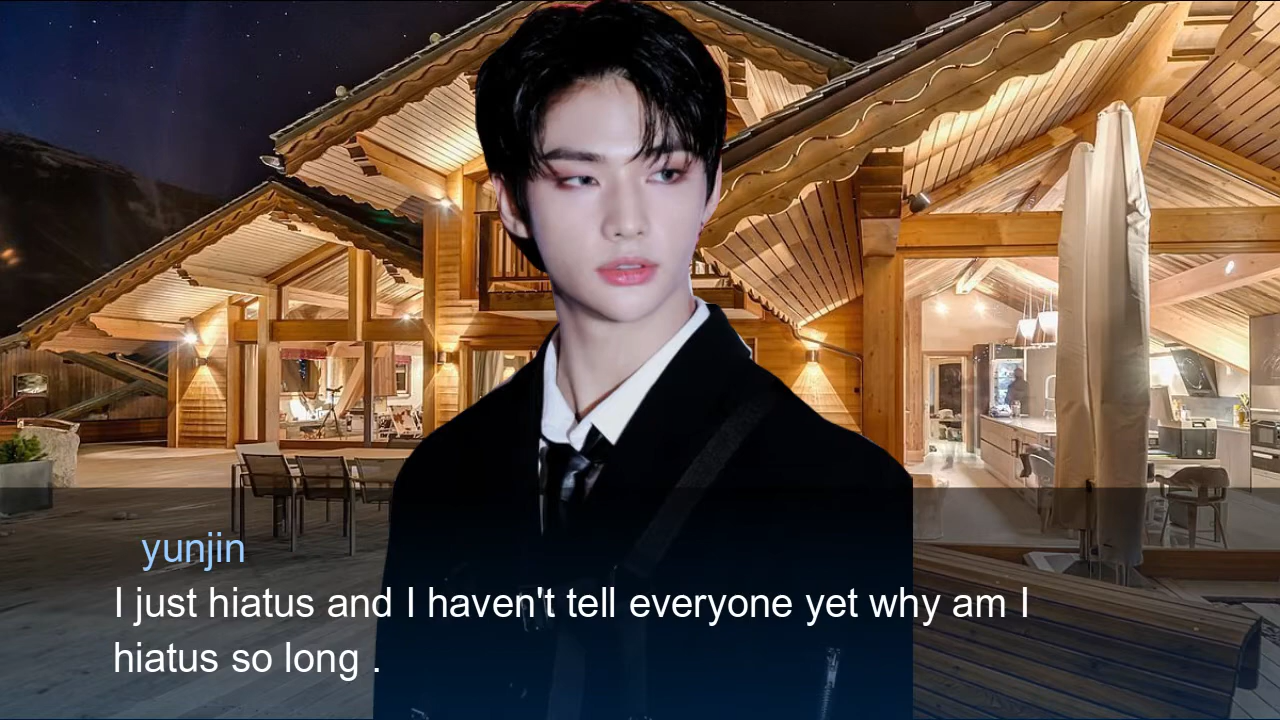 yunjin
I just hiatus and I haven't tell everyone yet why am I
hiatus so long .